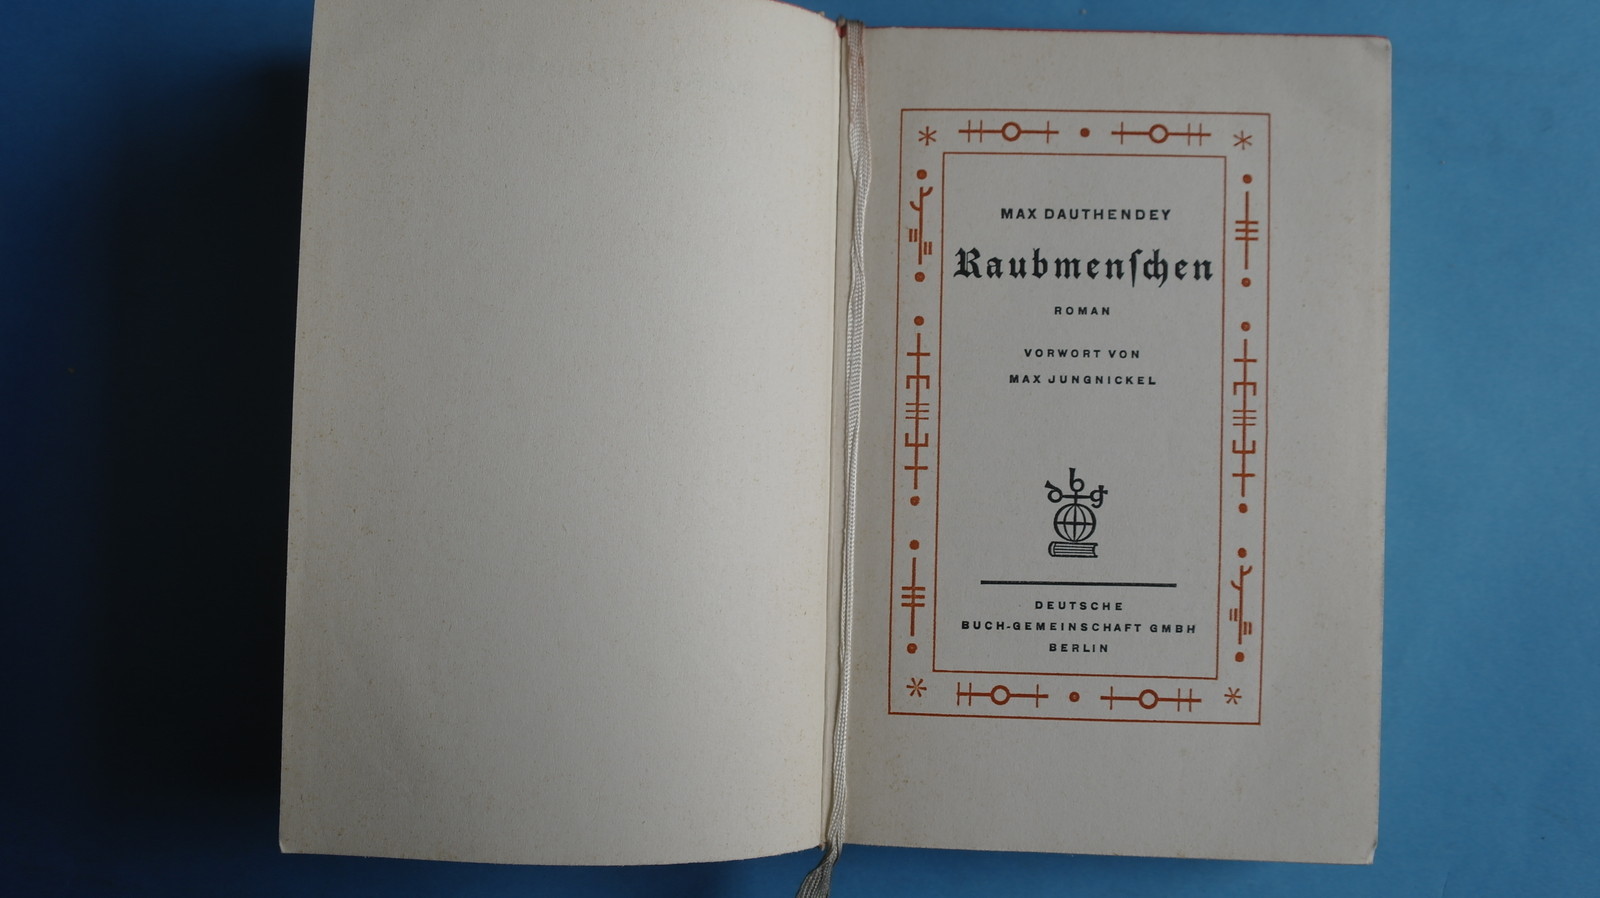 MAX DAUTHENDEY
Raubmenſchen
ROMAN
VORWORT VON
MAX JUNGNICKEL
dbg
DEUTSCHE
BUCH-GEMEINSCHAFT GMBH
BERLIN